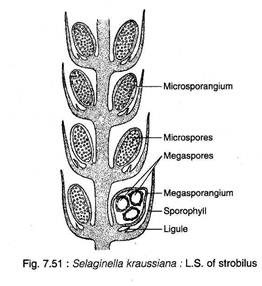 Microsporangium
Microspores
Megaspores
Megasporangium
Sporophyll
Ligule
Fig. 7.51 : Selaginella kraussiana : L.S. of strobilus